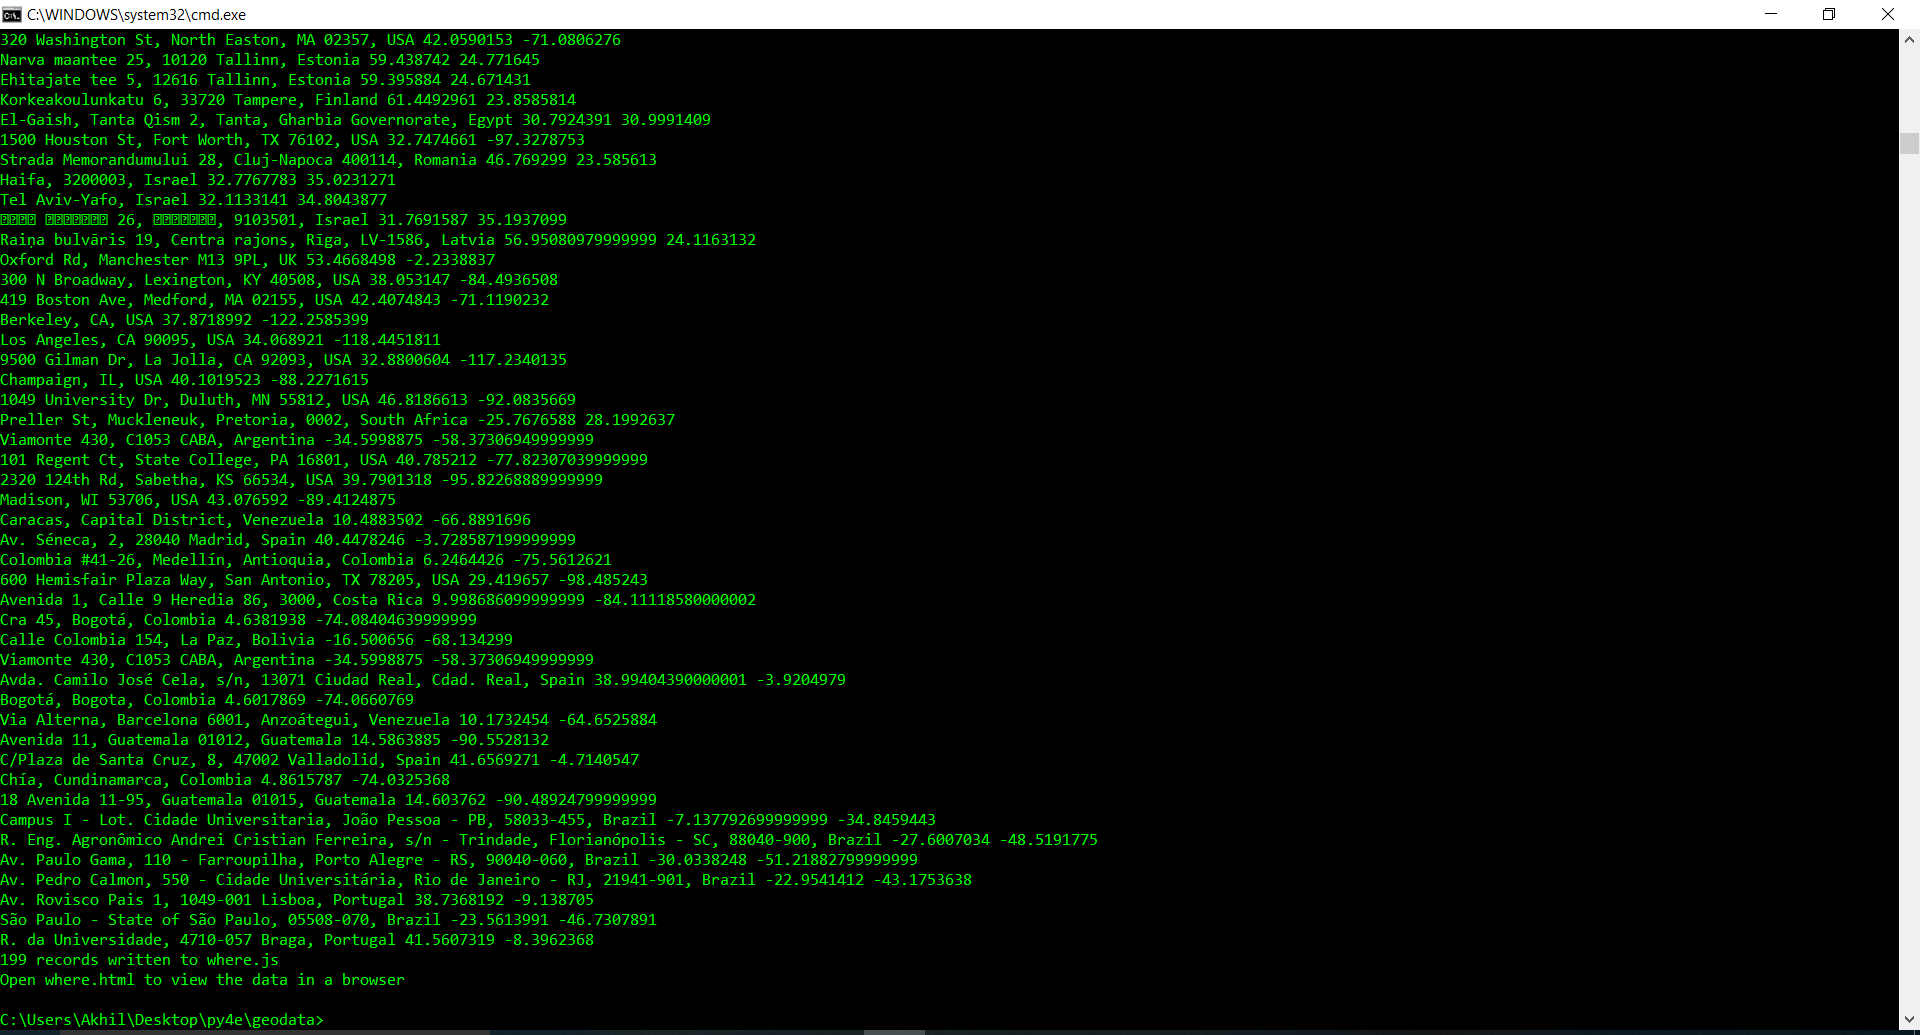 C:\WINDOWS\system32\cmd.exe
320 Washington St, North Easton, MA 02357, USA 42.0590153 -71.0806276
Narva maantee 25, 10120 Tallinn, Estonia 59.438742 24.771645
Ehitajate tee 5, 12616 Tallinn, Estonia 59.395884 24.671431
Korkeakoulunkatu 6, 33720 Tampere, Finland 61.4492961 23.8585814
El-Gaish, Tanta Qism 2, Tanta, Gharbia Governorate, Egypt 30.7924391 30.9991409
1500 Houston St, Fort Worth, TX 76102, USA 32.7474661 -97.3278753
Strada Memorandumului 28, Cluj-Napoca 400114, Romania 46.769299 23.585613
Haifa, 3200003, Israel 32.7767783 35.0231271
Tel Aviv-Yafo, Israel 32.1133141 34.8043877
26, , 9103501, Israel 31.7691587 35.1937099
Raiņa bulvāris 19, Centra rajons, Rīga, LV-1586, Latvia 56.95080979999999 24.1163132
Oxford Rd, Manchester M13 9PL, UK 53.4668498 -2.2338837
300 N Broadway, Lexington, KY 40508, USA 38.053147 -84.4936508
419 Boston Ave, Medford, MA 02155, USA 42.4074843 -71.1190232
Berkeley, CA, USA 37.8718992 -122.2585399
Los Angeles, CA 90095, USA 34.068921 -118.4451811
9500 Gilman Dr, La Jolla, CA 92093, USA 32.8800604 -117.2340135
Champaign, IL, USA 40.1019523 -88.2271615
1049 University Dr, Duluth, MN 55812, USA 46.8186613 -92.0835669
Preller St, Muckleneuk, Pretoria, 0002, South Africa -25.7676588 28.1992637
Viamonte 430, C1053 CABA, Argentina -34.5998875 -58.37306949999999
101 Regent Ct, State College, PA 16801, USA 40.785212 -77.82307039999999
2320 124th Rd, Sabetha, KS 66534, USA 39.7901318 -95.82268889999999
Madison, WI 53706, USA 43.076592 -89.4124875
Caracas, Capital District, Venezuela 10.4883502 -66.8891696
Av. Séneca, 2, 28040 Madrid, Spain 40.4478246 -3.728587199999999
Colombia #41-26, Medellín, Antioquia, Colombia 6.2464426 -75.5612621
600 Hemisfair Plaza Way, San Antonio, TX 78205, USA 29.419657 -98.485243
Avenida 1, Calle 9 Heredia 86, 3000, Costa Rica 9.998686099999999 -84.11118580000002
Cra 45, Bogotá, Colombia 4.6381938 -74.08404639999999
Calle Colombia 154, La Paz, Bolivia -16.500656 -68.134299
Viamonte 430, C1053 CABA, Argentina -34.5998875 -58.37306949999999
Avda. Camilo José Cela, s/n, 13071 Ciudad Real, Cdad. Real, Spain 38.99404390000001 -3.9204979
Bogotá, Bogota, Colombia 4.6017869 -74.0660769
Via Alterna, Barcelona 6001, Anzoátegui, Venezuela 10.1732454 -64.6525884
Avenida 11, Guatemala 01012, Guatemala 14.5863885 -90.5528132
C/Plaza de Santa Cruz, 8, 47002 Valladolid, Spain 41.6569271 -4.7140547
Chía, Cundinamarca, Colombia 4.8615787 -74.0325368
18 Avenida 11-95, Guatemala 01015, Guatemala 14.603762 -90.48924799999999
Campus I - Lot. Cidade Universitaria, João Pessoa - PB, 58033-455, Brazil -7.137792699999999 -34.8459443
R. Eng. Agronômico Andrei Cristian Ferreira, s/n - Trindade, Florianópolis - SC, 88040-900, Brazil -27.6007034 -48.5191775
Av. Paulo Gama, 110 - Farroupilha, Porto Alegre - RS, 90040-060, Brazil -30.0338248 -51.21882799999999
Av. Pedro Calmon, 550 - Cidade Universitária, Rio de Janeiro - RJ, 21941-901, Brazil -22.9541412 -43.1753638
Av. Rovisco Pais 1, 1049-001 Lisboa, Portugal 38.7368192 -9.138705
São Paulo - State of São Paulo, 05508-070, Brazil -23.5613991 -46.7307891
R. da Universidade, 4710-057 Braga, Portugal 41.5607319 -8.3962368
199 records written to where.js
Open where.html to view the data in a browser
C:\Users\Akhil\Desktop\py4e\geodata>